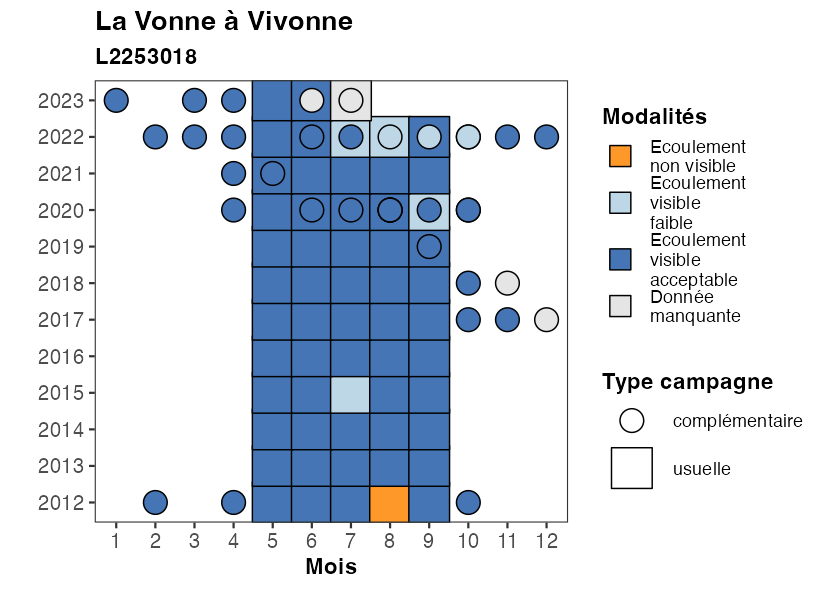 La Vonne à Vivonne
L2253018
2023
2022
2021
2020
2019
2018
2017
2016
2015
2014
2013
2012
1 2 3 4 5 6 7 8 9 10 11 12
Mois
Modalités
Ecoulement
non visible
Ecoulement
visible
faible
Ecoulement
visible
acceptable
Donnée
manquante
Type campagne
complémentaire
usuelle